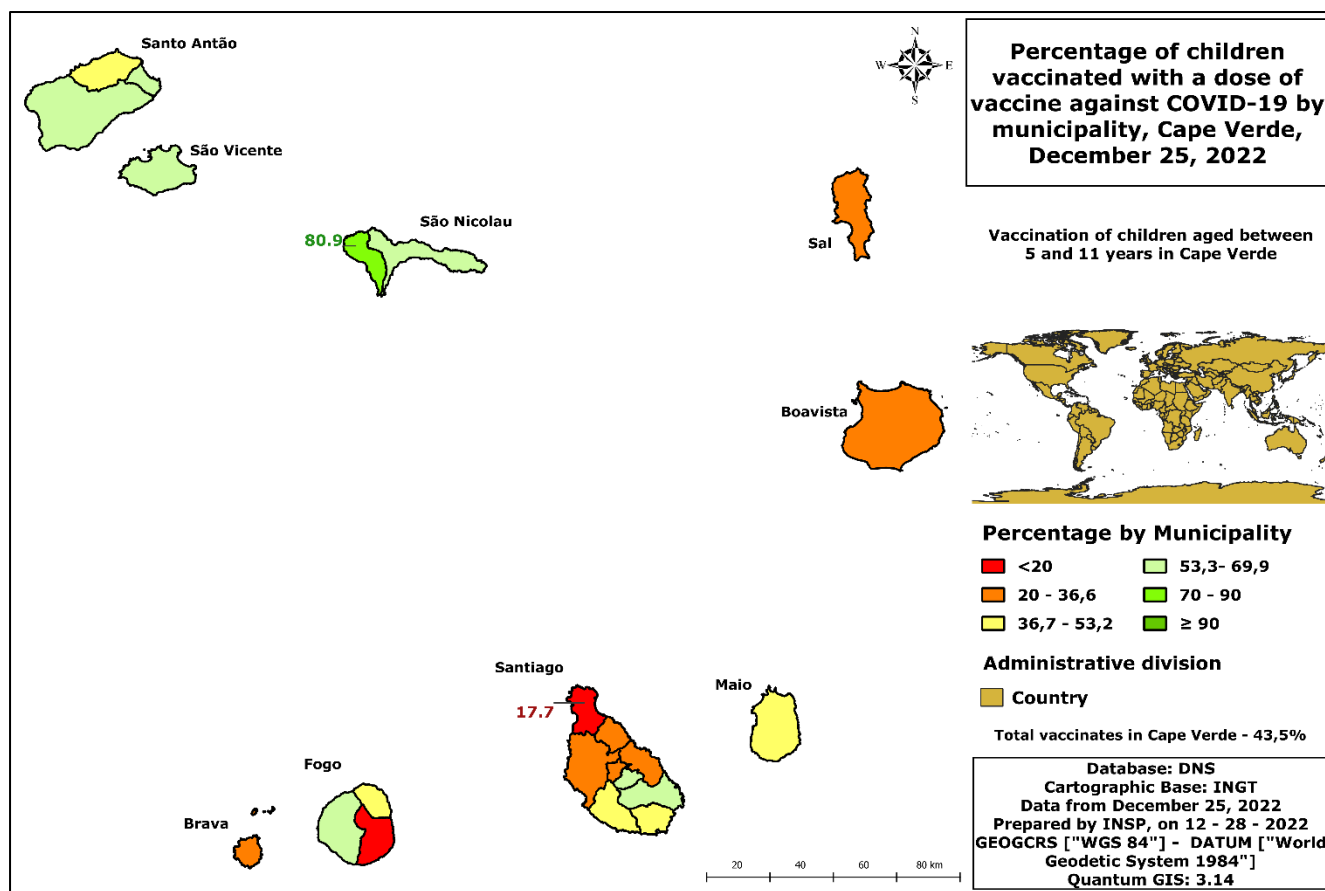 Santo Antão
São Vicente
80.9
São Nicolau
N
W
E
S
Sal
Boavista
Santiago
17.7
Maio
Fogo
Brava
20
40
60
80 km
Percentage of children
vaccinated with a dose of
vaccine against COVID-19 by
municipality, Cape Verde,
December 25, 2022
Vaccination of children aged between
5 and 11 years in Cape Verde
Percentage by Municipality
<20
20 - 36,6
36,7 - 53,2
53,3- 69,9
70 - 90
≥ 90
Administrative division
Country
Total vaccinates in Cape Verde - 43,5%
Database: DNS
Cartographic Base: INGT
Data from December 25, 2022
Prepared by INSP, on 12 - 28 - 2022
GEOGCRS ["WGS 84"] - DATUM ["World
Geodetic System 1984"]
Quantum GIS: 3.14